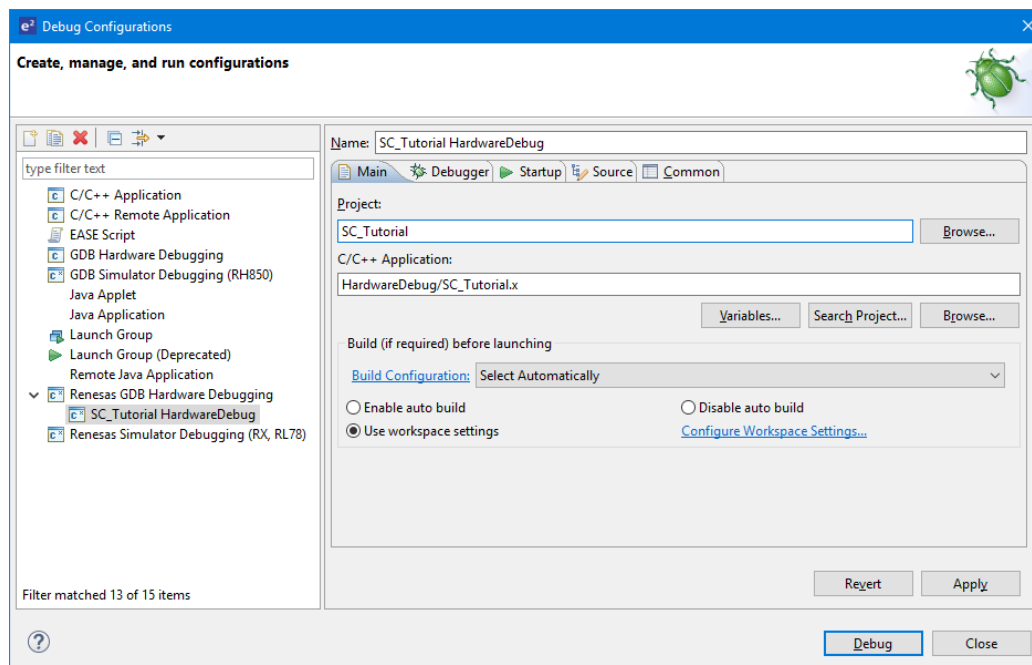 e² Debug Configurations
Create, manage, and run configurations
type filter text
C/C++ Application
C/C++ Remote Application
EASE Script
GDB Hardware Debugging
GDB Simulator Debugging (RH850)
Java Applet
Java Application
Launch Group
Launch Group (Deprecated)
Remote Java Application
Renesas GDB Hardware Debugging
SC_Tutorial HardwareDebug
Renesas Simulator Debugging (RX, RL78)
Filter matched 13 of 15 items
Name: SC_Tutorial HardwareDebug
Main Debugger Startup Source Common
Project:
SC_Tutorial Browse...
C/C++ Application:
HardwareDebug/SC_Tutorial.x
Variables... Search Project... Browse...
Build (if required) before launching
Build Configuration: Select Automatically
Enable auto build Disable auto build
Use workspace settings Configure Workspace Settings...
Revert Apply
? Debug Close